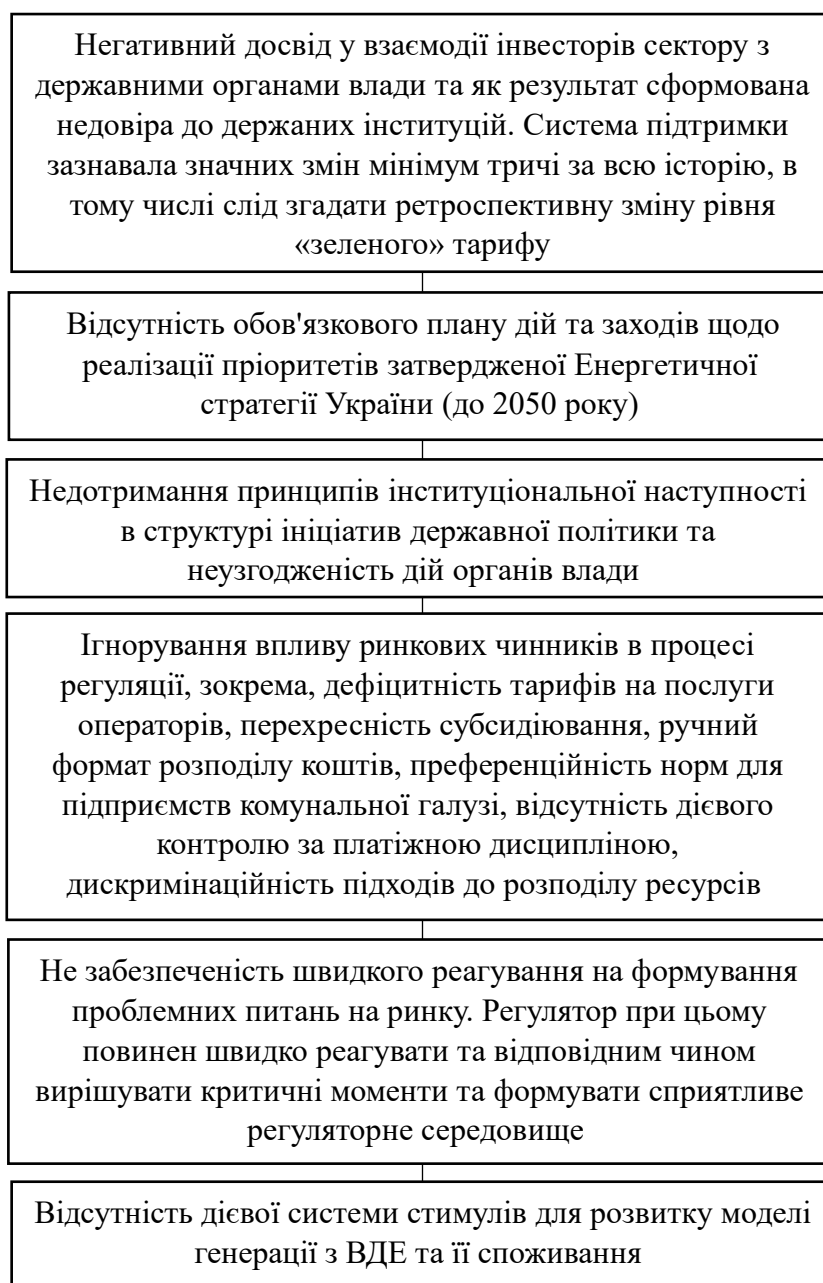 Негативний досвід у взаємодії інвесторів сектору з
державними органами влади та як результат сформована
недовіра до держаних інституцій. Система підтримки
зазнавала значних змін мінімум тричі за всю історію, в
тому числі слід згадати ретроспективну зміну рівня
«зеленого» тарифу
Відсутність обов'язкового плану дій та заходів щодо
реалізації пріоритетів затвердженої Енергетичної
стратегії України (до 2050 року)
Недотримання принципів інституціональної наступності
в структурі ініціатив державної політики та
неузгодженість дій органів влади
Ігнорування впливу ринкових чинників в процесі
регуляції, зокрема, дефіцитність тарифів на послуги
операторів, перехресність субсидіювання, ручний
формат розподілу коштів, преференційність норм для
підприємств комунальної галузі, відсутність дієвого
контролю за платіжною дисципліною,
дискримінаційність підходів до розподілу ресурсів
Не забезпеченість швидкого реагування на формування
проблемних питань на ринку. Регулятор при цьому
повинен швидко реагувати та відповідним чином
вирішувати критичні моменти та формувати сприятливе
регуляторне середовище
Відсутність дієвої системи стимулів для розвитку моделі
генерації з ВДЕ та її споживання